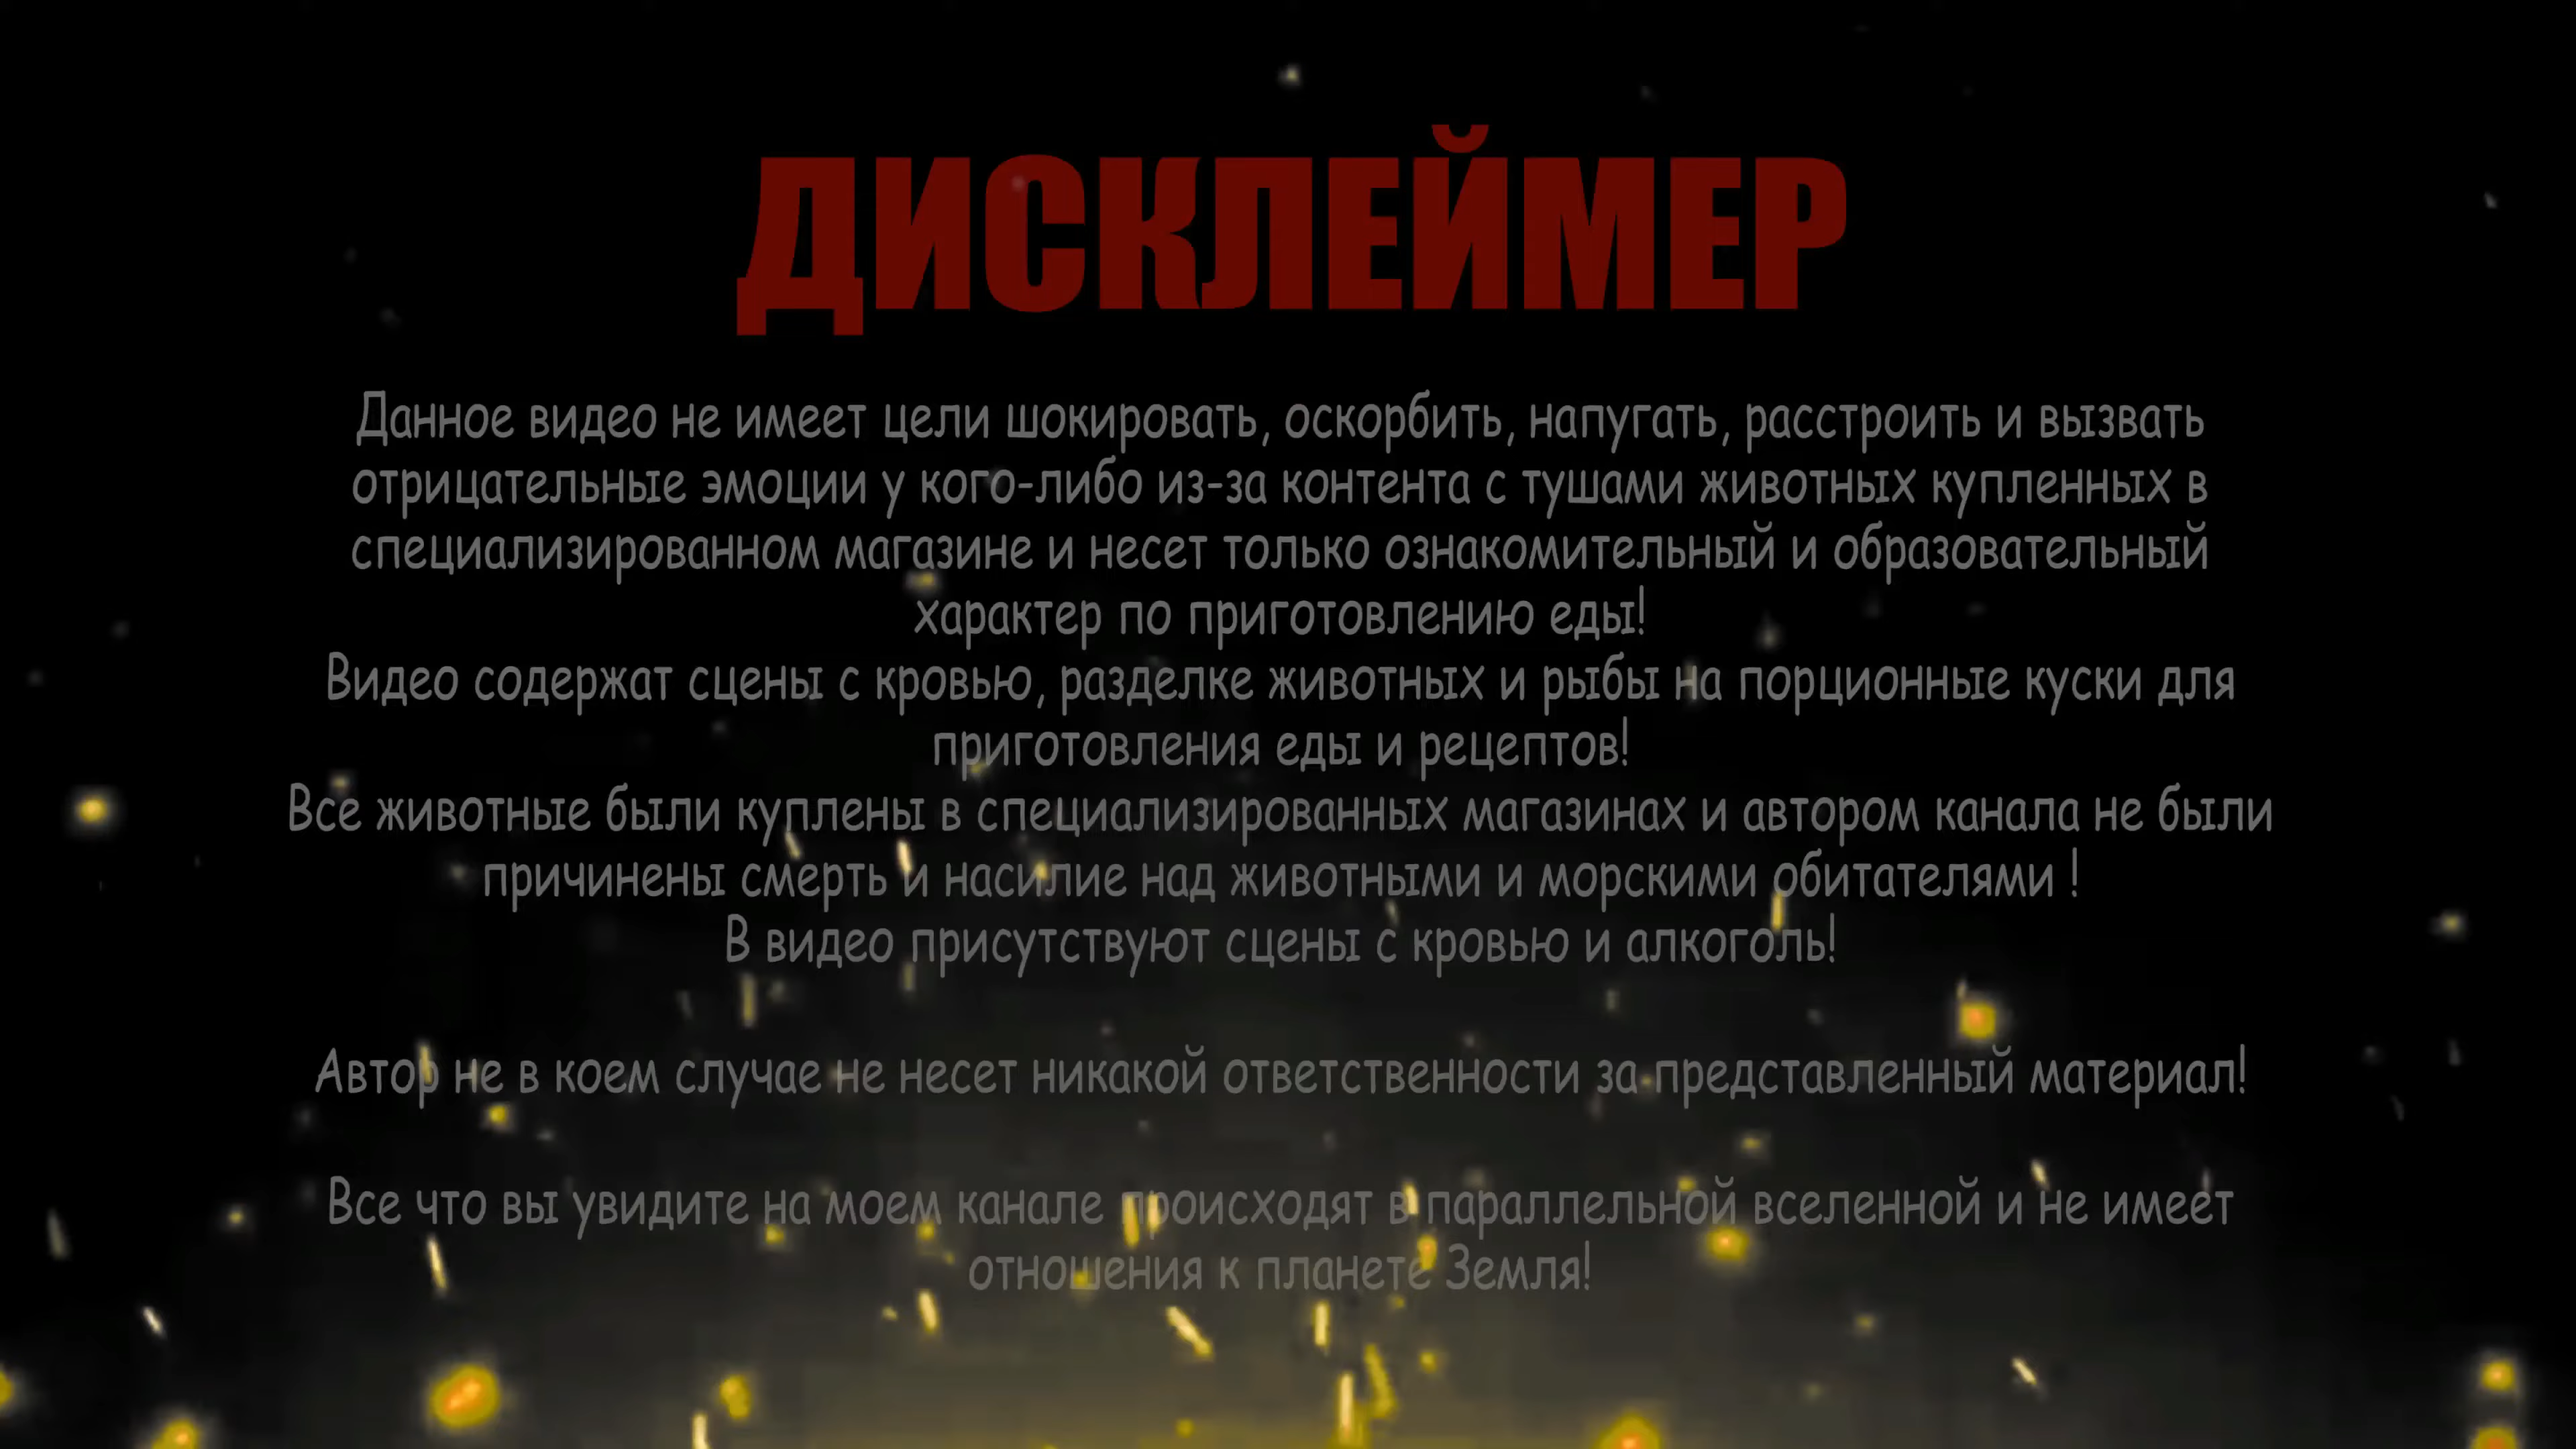 ДИСКЛЕЙМЕР
Данное видео не имеет цели шокировать, оскорбить, напугать, расстроить и вызвать
отрицательные эмоции у кого-либо из-за контента с тушами животных купленных в
специализированном магазине и несет только ознакомительный и образовательный
характер по приготовлению еды!
Видео содержат сцены с кровью, разделке животных и рыбы на порционные куски для
приготовления еды и рецептов!
Все животные были куплены в специализированных магазинах и автором канала не были
причинены смерть и насилие над животными и морскими обитателями !
В видео присутствуют сцены с кровью и алкоголь!
Автор не в коем случае не несет никакой ответственности за представленный материал!
Все что вы увидите на моем канале происходят в параллельной вселенной и не имеет
отношения к планете Земля!